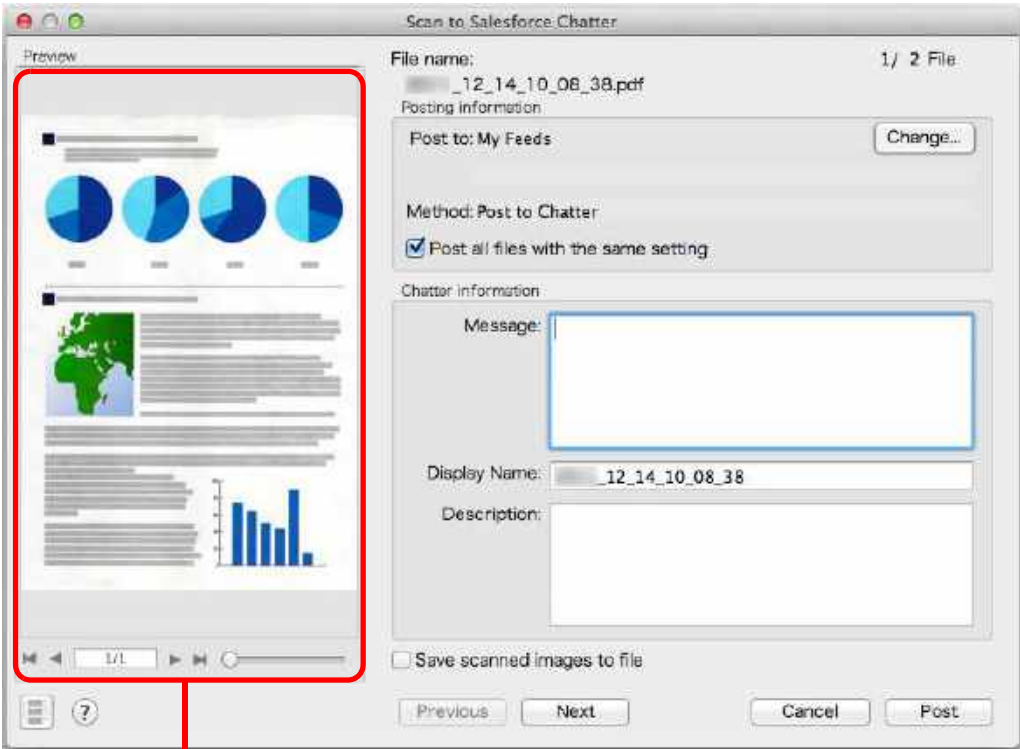 Scan to Salesforce Chatter
Preview
File name:
1/ 2 File
_12_14_10_08_38.pdf
Posting information
Post to: My Feeds
Change...
Method: Post to Chatter
Post all files with the same setting
Chatter information
Message:
Display Name:
_12_14_10_08_38
Description:
1/1
Save scanned images to file
?
Previous
Next
Cancel
Post